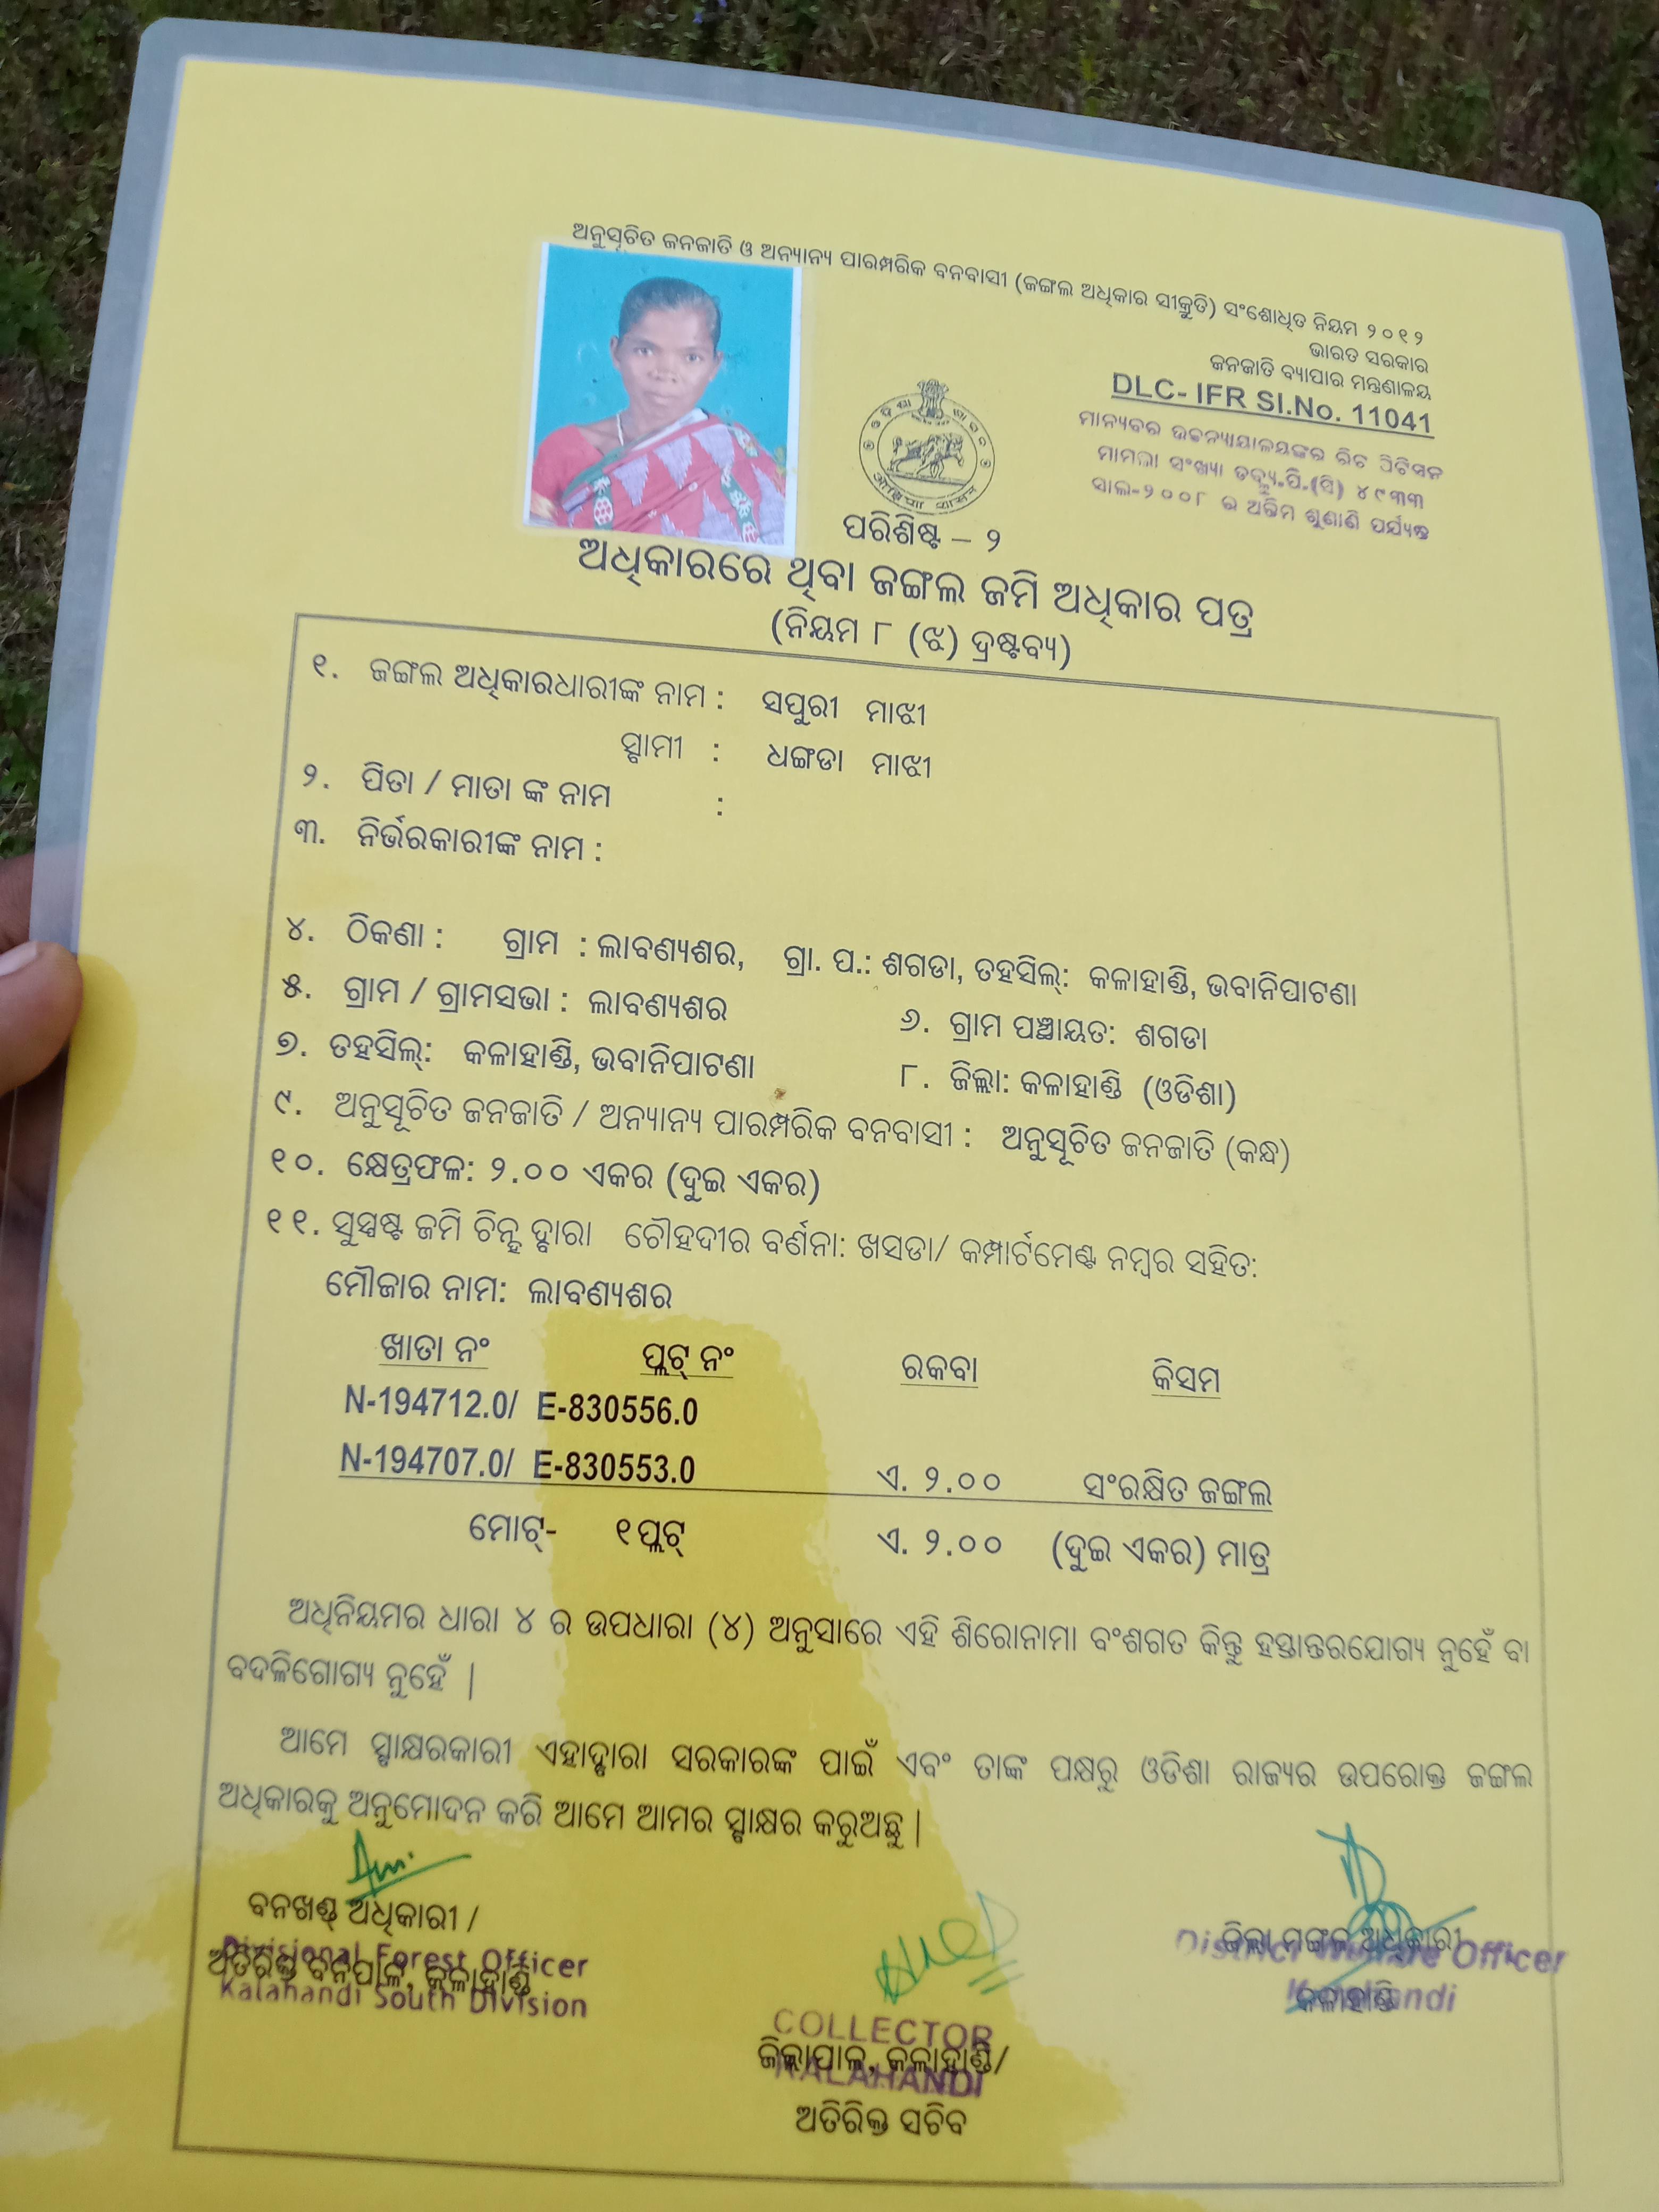 ଅନୁସୂଚିତ ଜନଜାତି ଓ ଅନ୍ୟାନ୍ୟ ପାରମ୍ପରିକ ବନବାସୀ (ଜଙ୍ଗଲ ଅଧିକାର ସୀକୃତି) ସଂଶୋଧିତ ନିୟମ ୨୦୧୨
ଭାରତ ସରକାର
ଜନଜାତି ବ୍ୟାପାର ମନ୍ତ୍ରଣାଳୟ
DLC- IFR Sl.No. 11041
ମାନ୍ୟବର ଉଚ୍ଚନ୍ୟାୟାଳୟଙ୍କର ରିଟ ପିଟିସନ
ମାମଲା ସଂଖ୍ୟା ଡବ୍ଲୁ.ପି.(ସି) ୪୯୩୩
ସାଲ-୨୦୦୮ ର ଅନ୍ତିମ ଶୁଣାଣି ପର୍ଯ୍ୟନ୍ତ
ପରିଶିଷ୍ଟ – ୨
ଅଧିକାରରେ ଥିବା ଜଙ୍ଗଲ ଜମି ଅଧିକାର ପତ୍ର
(ନିୟମ ୮ (ଝ) ଦ୍ରଷ୍ଟବ୍ୟ)
୧. ଜଙ୍ଗଲ ଅଧିକାରଧାରୀଙ୍କ ନାମ : ସପୁରୀ ମାଝୀ
ସ୍ବାମୀ : ଧଙ୍ଗଡା ମାଝୀ
୨. ପିତା / ମାତା ଙ୍କ ନାମ :
୩. ନିର୍ଭରକାରୀଙ୍କ ନାମ :
୪. ଠିକଣା : ଗ୍ରାମ : ଲାବଣ୍ୟଶର, ଗ୍ରା. ପ.: ଶଗଡା, ତହସିଲ୍: କଳାହାଣ୍ଡି, ଭବାନିପାଟଣା
୫. ଗ୍ରାମ / ଗ୍ରାମସଭା : ଲାବଣ୍ୟଶର ୬. ଗ୍ରାମ ପଞ୍ଚାୟତ: ଶଗଡା
୭. ତହସିଲ୍: କଳାହାଣ୍ଡି, ଭବାନିପାଟଣା ୮. ଜିଲ୍ଲା: କଳାହାଣ୍ଡି (ଓଡିଶା)
୯. ଅନୁସୂଚିତ ଜନଜାତି / ଅନ୍ୟାନ୍ୟ ପାରମ୍ପରିକ ବନବାସୀ : ଅନୁସୂଚିତ ଜନଜାତି (କନ୍ଧ)
୧୦. କ୍ଷେତ୍ରଫଳ: ୨.୦୦ ଏକର (ଦୁଇ ଏକର)
୧୧. ସୁସ୍ପଷ୍ଟ ଜମି ଚିହ୍ନ ଦ୍ବାରା ଚୌହଦୀର ବର୍ଣନା: ଖସଡା/ କମ୍ପାର୍ଟମେଣ୍ଟ ନମ୍ବର ସହିତ:
ମୌଜାର ନାମ: ଲାବଣ୍ୟଶର
ଖାତା ନଂ ପ୍ଲଟ୍ ନଂ ରକବା କିସମ
N-194712.0/ E-830556.0
N-194707.0/ E-830553.0 ଏ. ୨.୦୦ ସଂରକ୍ଷିତ ଜଙ୍ଗଲ
ମୋଟ୍- ୧ପ୍ଲଟ୍ ଏ. ୨.୦୦ (ଦୁଇ ଏକର) ମାତ୍ର
ଅଧିନିୟମର ଧାରା ୪ ର ଉପଧାରା (୪) ଅନୁସାରେ ଏହି ଶିରୋନାମା ବଂଶଗତ କିନ୍ତୁ ହସ୍ତାନ୍ତରଯୋଗ୍ୟ ନୁହେଁ ବା
ବଦଳିଗୋଗ୍ୟ ନୁହେଁ |
ଆମେ ସ୍ବାକ୍ଷରକାରୀ ଏହାଦ୍ବାରା ସରକାରଙ୍କ ପାଇଁ ଏବଂ ତାଙ୍କ ପକ୍ଷରୁ ଓଡିଶା ରାଜ୍ୟର ଉପରୋକ୍ତ ଜଙ୍ଗଲ
ଅଧିକାରକୁ ଅନୁମୋଦନ କରି ଆମେ ଆମର ସ୍ବାକ୍ଷର କରୁଅଛୁ |
ବନଖଣ୍ଡ ଅଧିକାରୀ /
Divisional Forest Officer
ଅତିରିକ୍ତ ବନପାଳ, କଳାହାଣ୍ଡି
Kalahandi South Division
ଜିଲ୍ଲା ମଙ୍ଗଳ ଅଧିକାରୀ
District Welfare Officer
କଳାହାଣ୍ଡି
Kalahandi
COLLECTOR
ଜିଲ୍ଲାପାଳ, କଳାହାଣ୍ଡି/
KALAHANDI
ଅତିରିକ୍ତ ସଚିବ